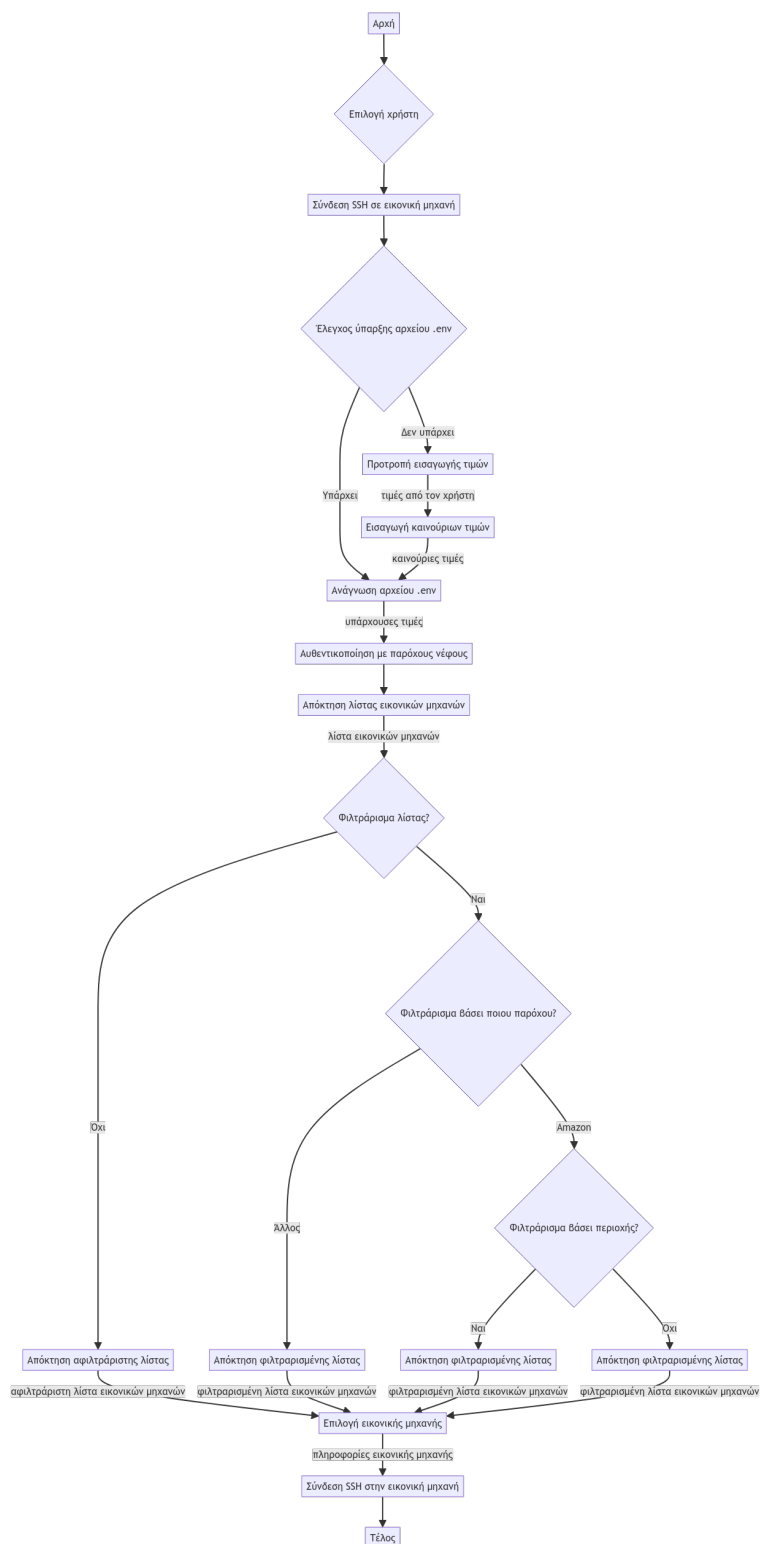 Αρχή
Επιλογή χρήστη
Σύνδεση SSH σε εικονική μηχανή
Έλεγχος ύπαρξης αρχείου .env
Δεν υπάρχει
Προτροπή εισαγωγής τιμών
Υπάρχει
τιμές από τον χρήστη
Εισαγωγή καινούριων τιμών
καινούριες τιμές
Ανάγνωση αρχείου .env
υπάρχουσες τιμές
Αυθεντικοποίηση με παρόχους νέφους
Απόκτηση λίστας εικονικών μηχανών
λίστα εικονικών μηχανών
Φιλτράρισμα λίστας?
Ναι
Φιλτράρισμα βάσει ποιου παρόχου?
Όχι
Amazon
Άλλος
Φιλτράρισμα βάσει περιοχής?
Ναι
Όχι
Απόκτηση αφιλτράριστης λίστας
Απόκτηση φιλτραρισμένης λίστας
Απόκτηση φιλτραρισμένης λίστας
Απόκτηση φιλτραρισμένης λίστας
αφιλτράριστη λίστα εικονικών μηχανών
φιλτραρισμένη λίστα εικονικών μηχανών
φιλτραρισμένη λίστα εικονικών μηχανών
φιλτραρισμένη λίστα εικονικών μηχανών
Επιλογή εικονικής μηχανής
πληροφορίες εικονικής μηχανής
Σύνδεση SSH στην εικονική μηχανή
Τέλος